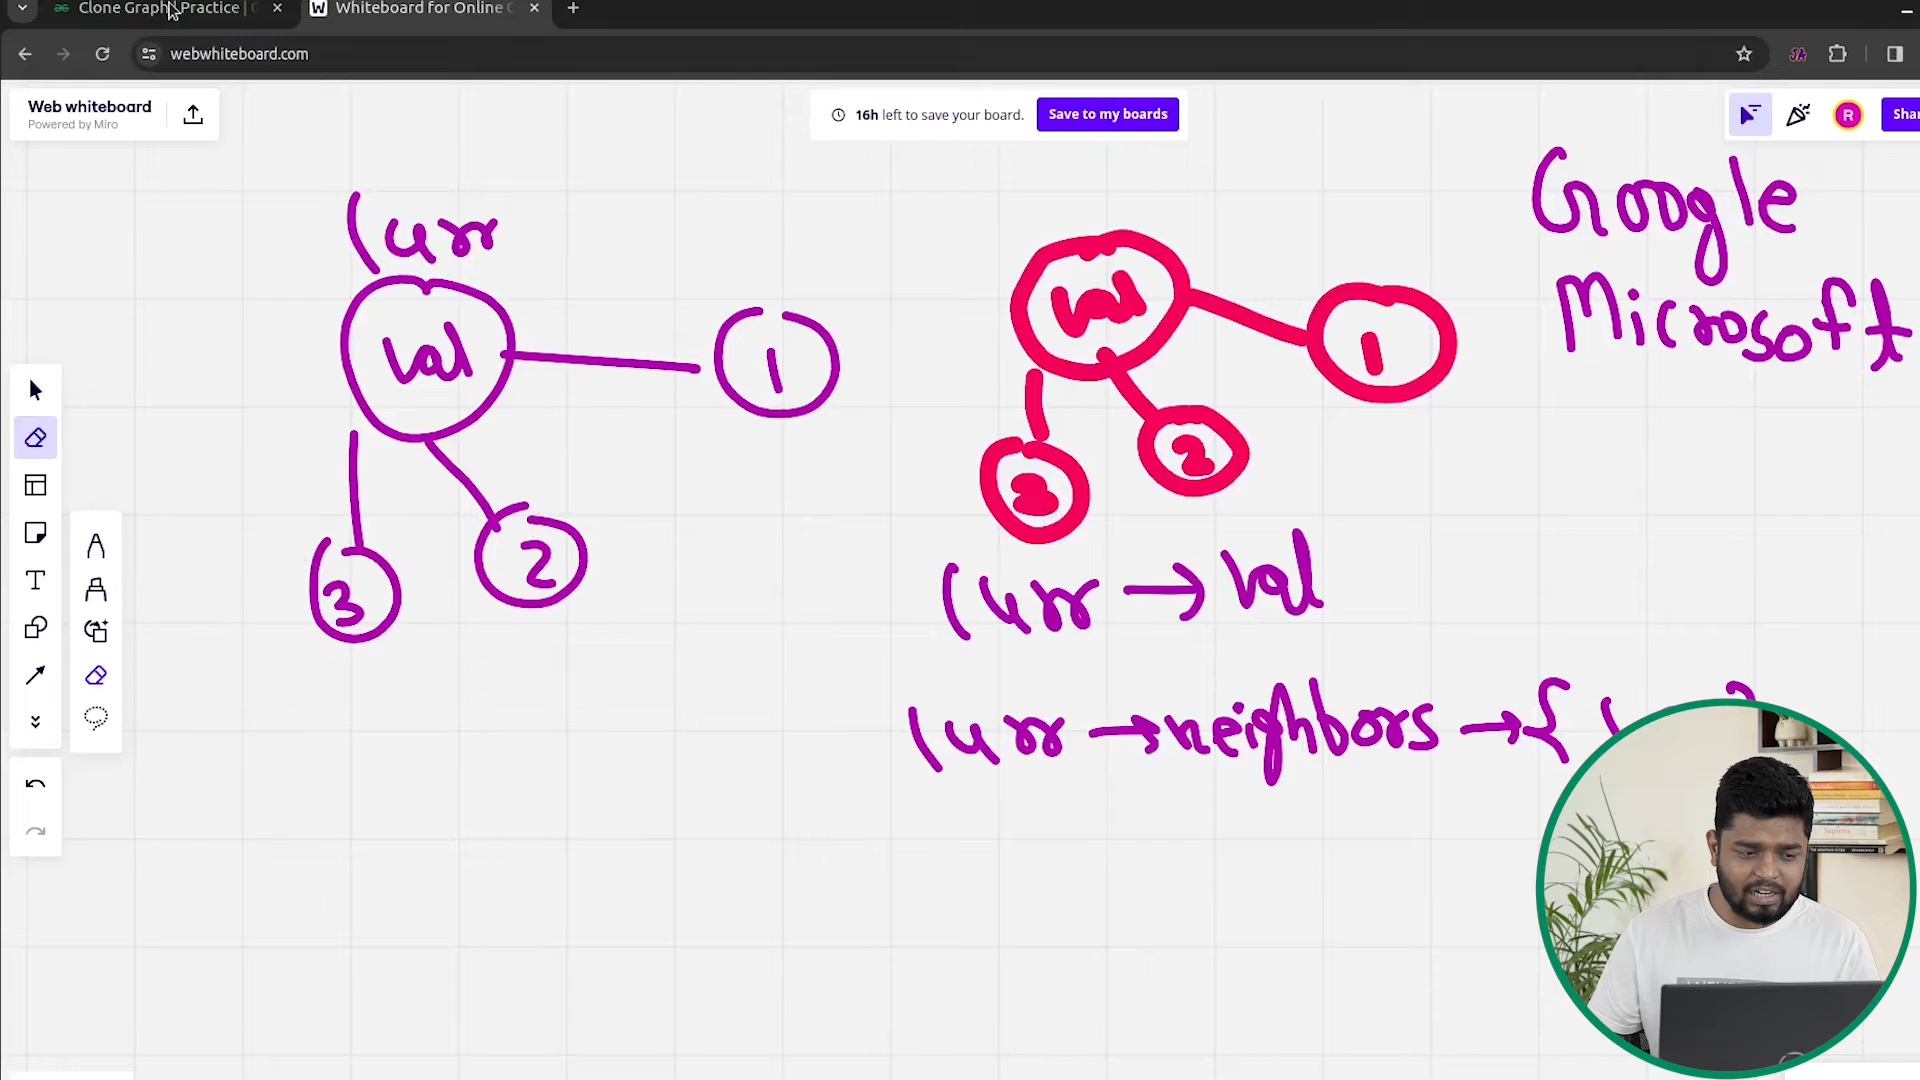 Clone Graph | Practice |
Whiteboard for Online
webwhiteboard.com
Web whiteboard
Powered by Miro
16h left to save your board.
Save to my boards
R
Shar
Google
Microsoft
Curr
Val
1
2
3
Val
1
2
3
Curr → Val
Curr → neighbors → {
Sapiens